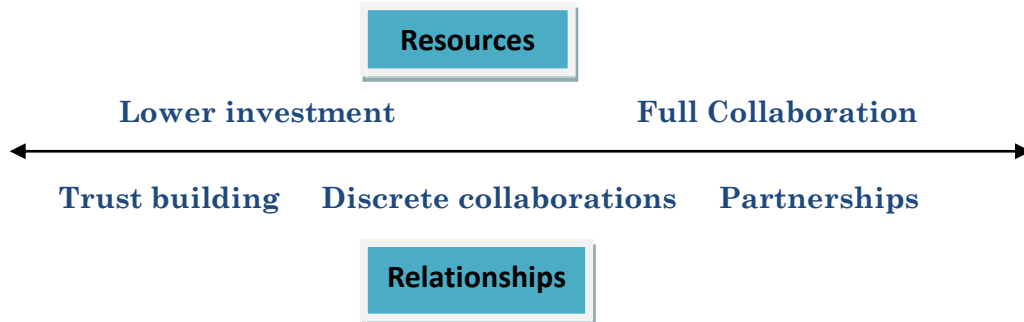 Resources
Lower investment Full Collaboration
Trust building Discrete collaborations Partnerships
Relationships